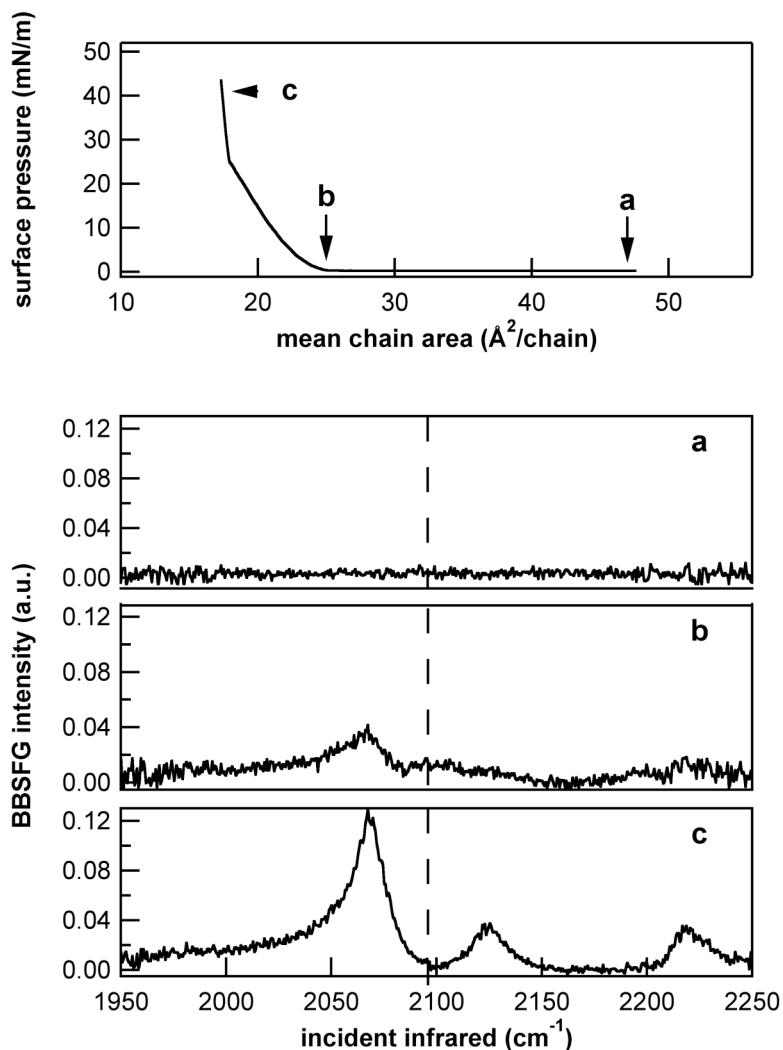 surface pressure (mN/m)
50
40
30
20
10
0
c
b
a
10 20 30 40 50
mean chain area (Å²/chain)
BBSFG intensity (a.u.)
0.12
0.08
0.04
0.00
a
0.12
0.08
0.04
0.00
b
0.12
0.08
0.04
0.00
c
1950 2000 2050 2100 2150 2200 2250
incident infrared (cm⁻¹)